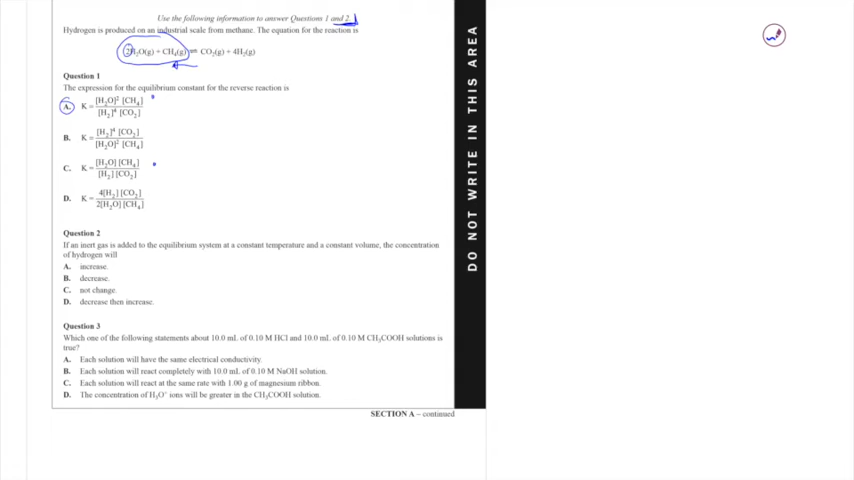 Use the following information to answer Questions 1 and 2.
Hydrogen is produced on an industrial scale from methane. The equation for the reaction is
2H₂O(g) + CH₄(g) ⇌ CO₂(g) + 4H₂(g)
Question 1
The expression for the equilibrium constant for the reverse reaction is
A. K = [H₂O]² [CH₄] / [H₂]⁴ [CO₂]
B. K = [H₂]⁴ [CO₂] / [H₂O]² [CH₄]
C. K = [H₂O] [CH₄] / [H₂] [CO₂]
D. K = 4[H₂] [CO₂] / 2[H₂O] [CH₄]
Question 2
If an inert gas is added to the equilibrium system at a constant temperature and a constant volume, the concentration
of hydrogen will
A. increase.
B. decrease.
C. not change.
D. decrease then increase.
Question 3
Which one of the following statements about 10.0 mL of 0.10 M HCl and 10.0 mL of 0.10 M CH₃COOH solutions is
true?
A. Each solution will have the same electrical conductivity.
B. Each solution will react completely with 10.0 mL of 0.10 M NaOH solution.
C. Each solution will react at the same rate with 1.00 g of magnesium ribbon.
D. The concentration of H₃O⁺ ions will be greater in the CH₃COOH solution.
SECTION A – continued
DO NOT WRITE IN THIS AREA